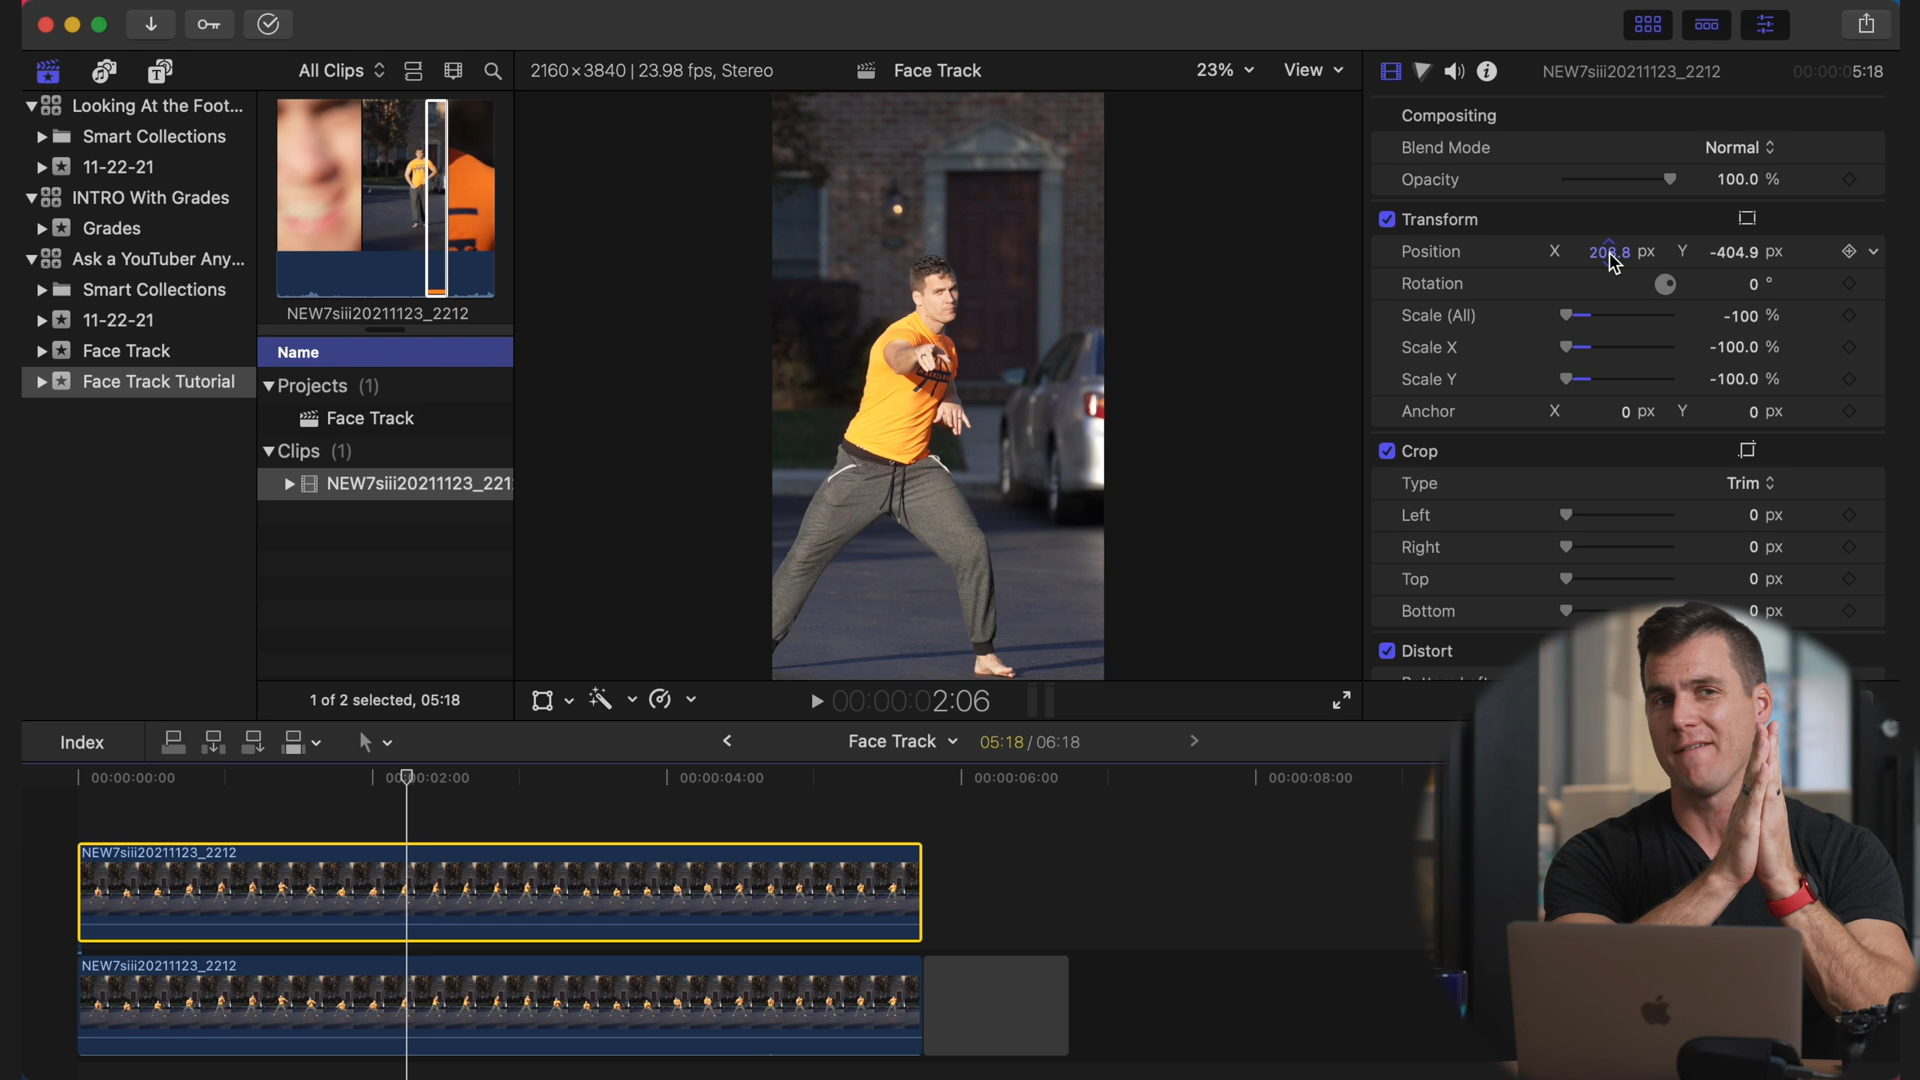 All Clips
2160×3840 | 23.98 fps, Stereo
Face Track
23%
View
NEW7siii20211123_2212
00:00:05:18
Looking At the Foot...
Smart Collections
11-22-21
INTRO With Grades
Grades
Ask a YouTuber Any...
Smart Collections
11-22-21
Face Track
Face Track Tutorial
NEW7siii20211123_2212
Name
Projects (1)
Face Track
Clips (1)
NEW7siii20211123_221
1 of 2 selected, 05:18
Compositing
Blend Mode Normal
Opacity 100.0 %
Transform
Position X px Y -404.9 px
Rotation 0 °
Scale (All) -100 %
Scale X -100.0 %
Scale Y -100.0 %
Anchor X 0 px Y 0 px
Crop
Type Trim
Left 0 px
Right 0 px
Top 0 px
Bottom 0 px
Distort
00:00:02:06
Index
Face Track
05:18 / 06:18
00:00:00:00
00:00:02:00
00:00:04:00
00:00:06:00
00:00:08:00
NEW7siii20211123_2212
NEW7siii20211123_2212